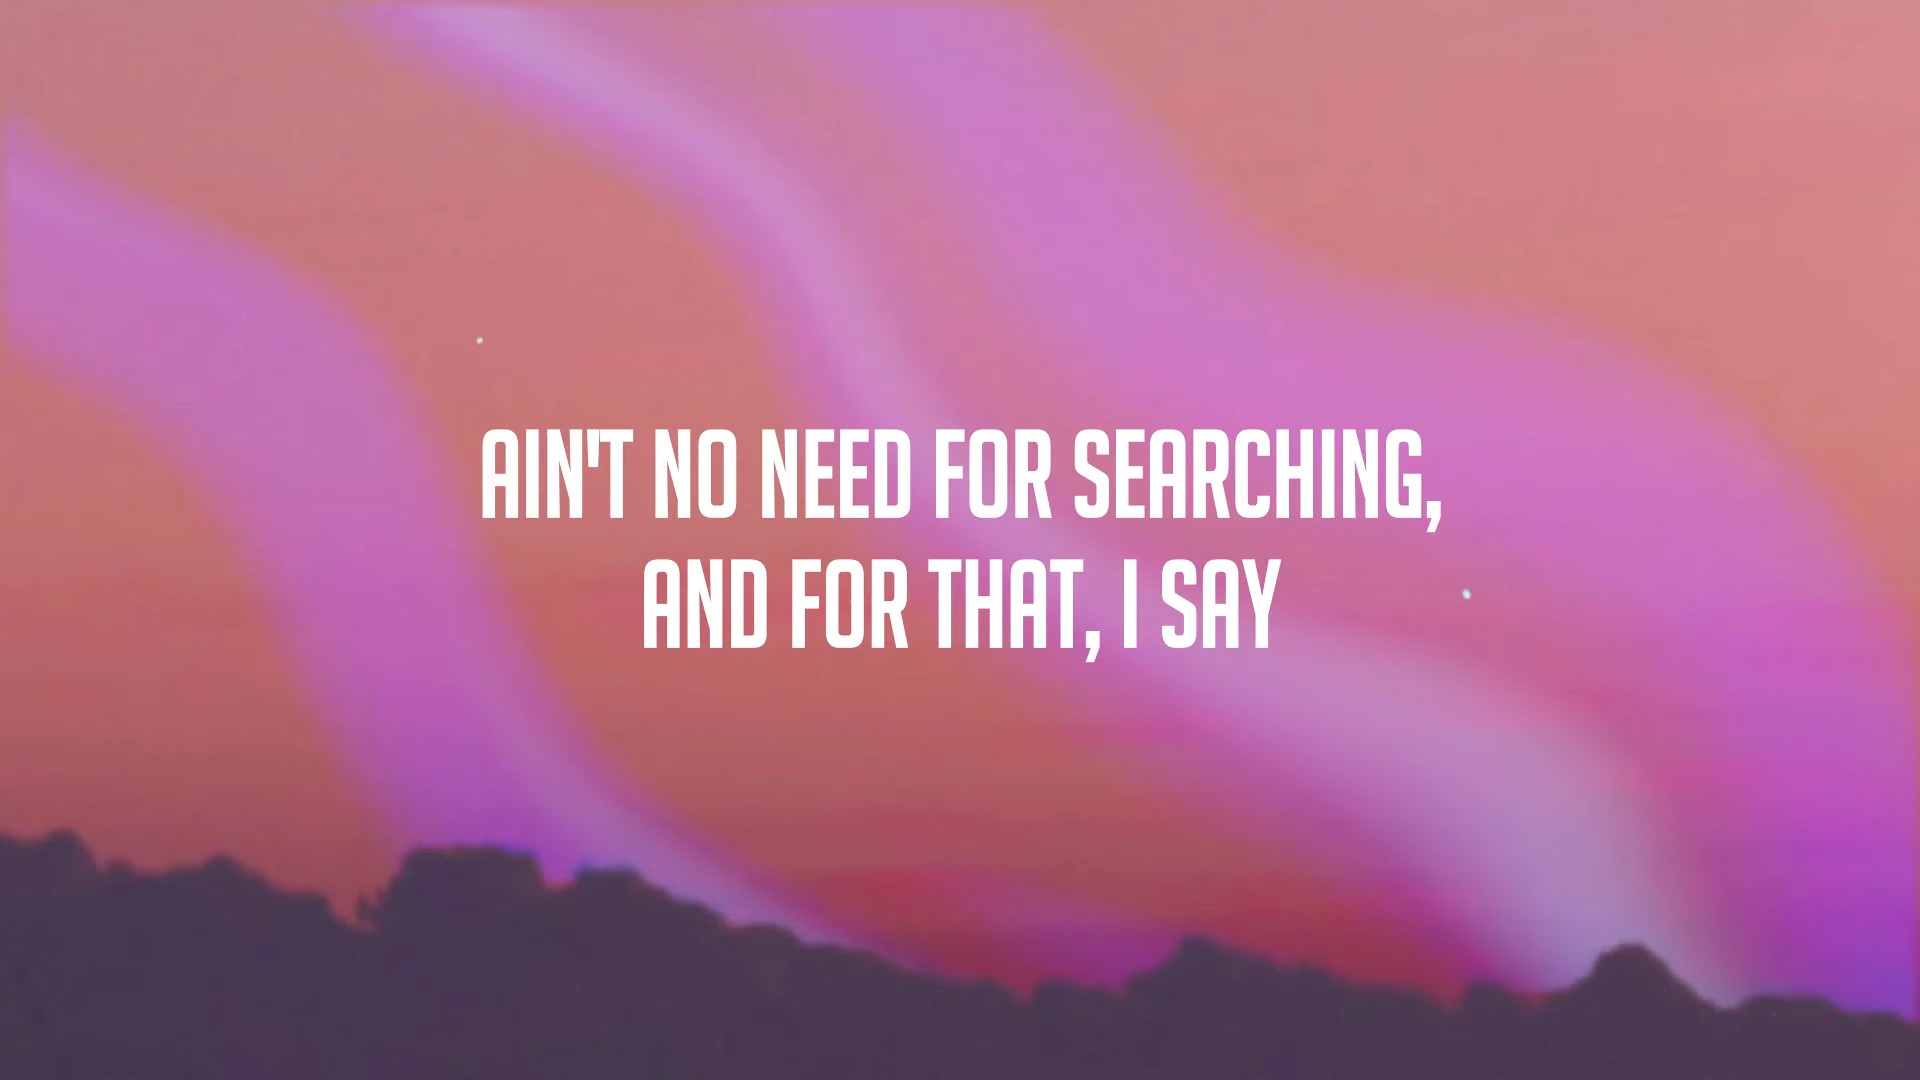 AIN'T NO NEED FOR SEARCHING,
AND FOR THAT, I SAY